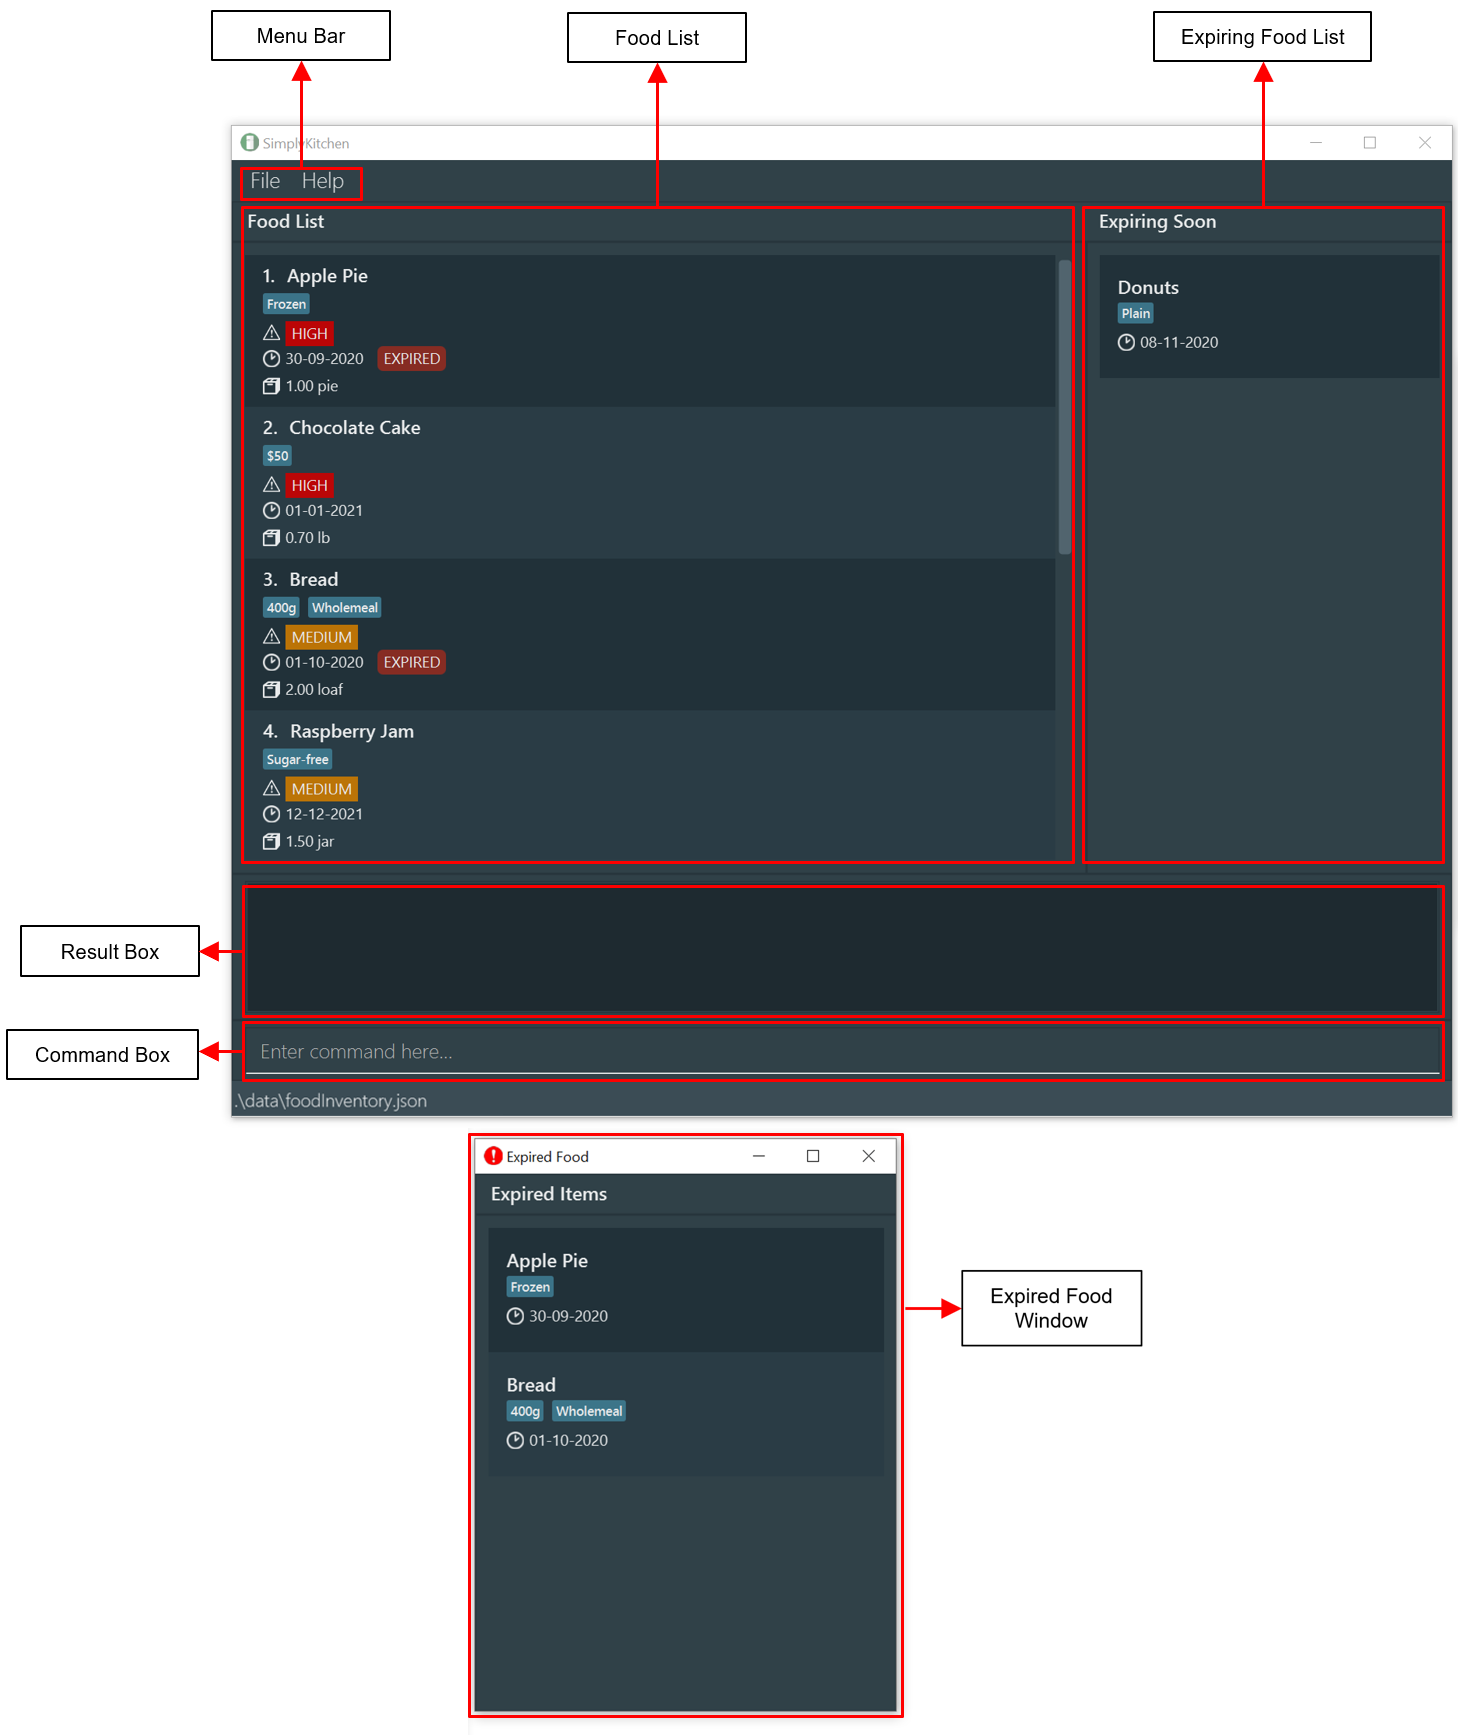 Menu Bar
Food List
Expiring Food List
SimplyKitchen
File Help
Food List
Expiring Soon
1. Apple Pie
Frozen
HIGH
30-09-2020 EXPIRED
1.00 pie
2. Chocolate Cake
$50
HIGH
01-01-2021
0.70 lb
3. Bread
400g Wholemeal
MEDIUM
01-10-2020 EXPIRED
2.00 loaf
4. Raspberry Jam
Sugar-free
MEDIUM
12-12-2021
1.50 jar
Donuts
Plain
08-11-2020
Result Box
Command Box
Enter command here...
.\data\foodInventory.json
Expired Food
Expired Items
Apple Pie
Frozen
30-09-2020
Bread
400g Wholemeal
01-10-2020
Expired Food
Window